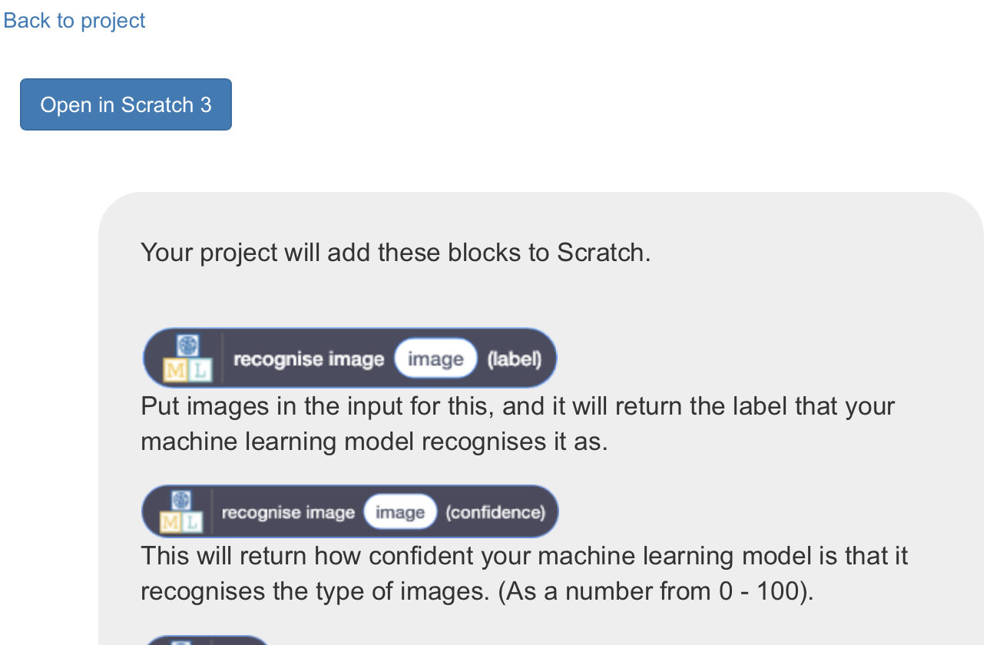 Back to project
Open in Scratch 3
Your project will add these blocks to Scratch.
M L recognise image image (label)
Put images in the input for this, and it will return the label that your
machine learning model recognises it as.
M L recognise image image (confidence)
This will return how confident your machine learning model is that it
recognises the type of images. (As a number from 0 - 100).